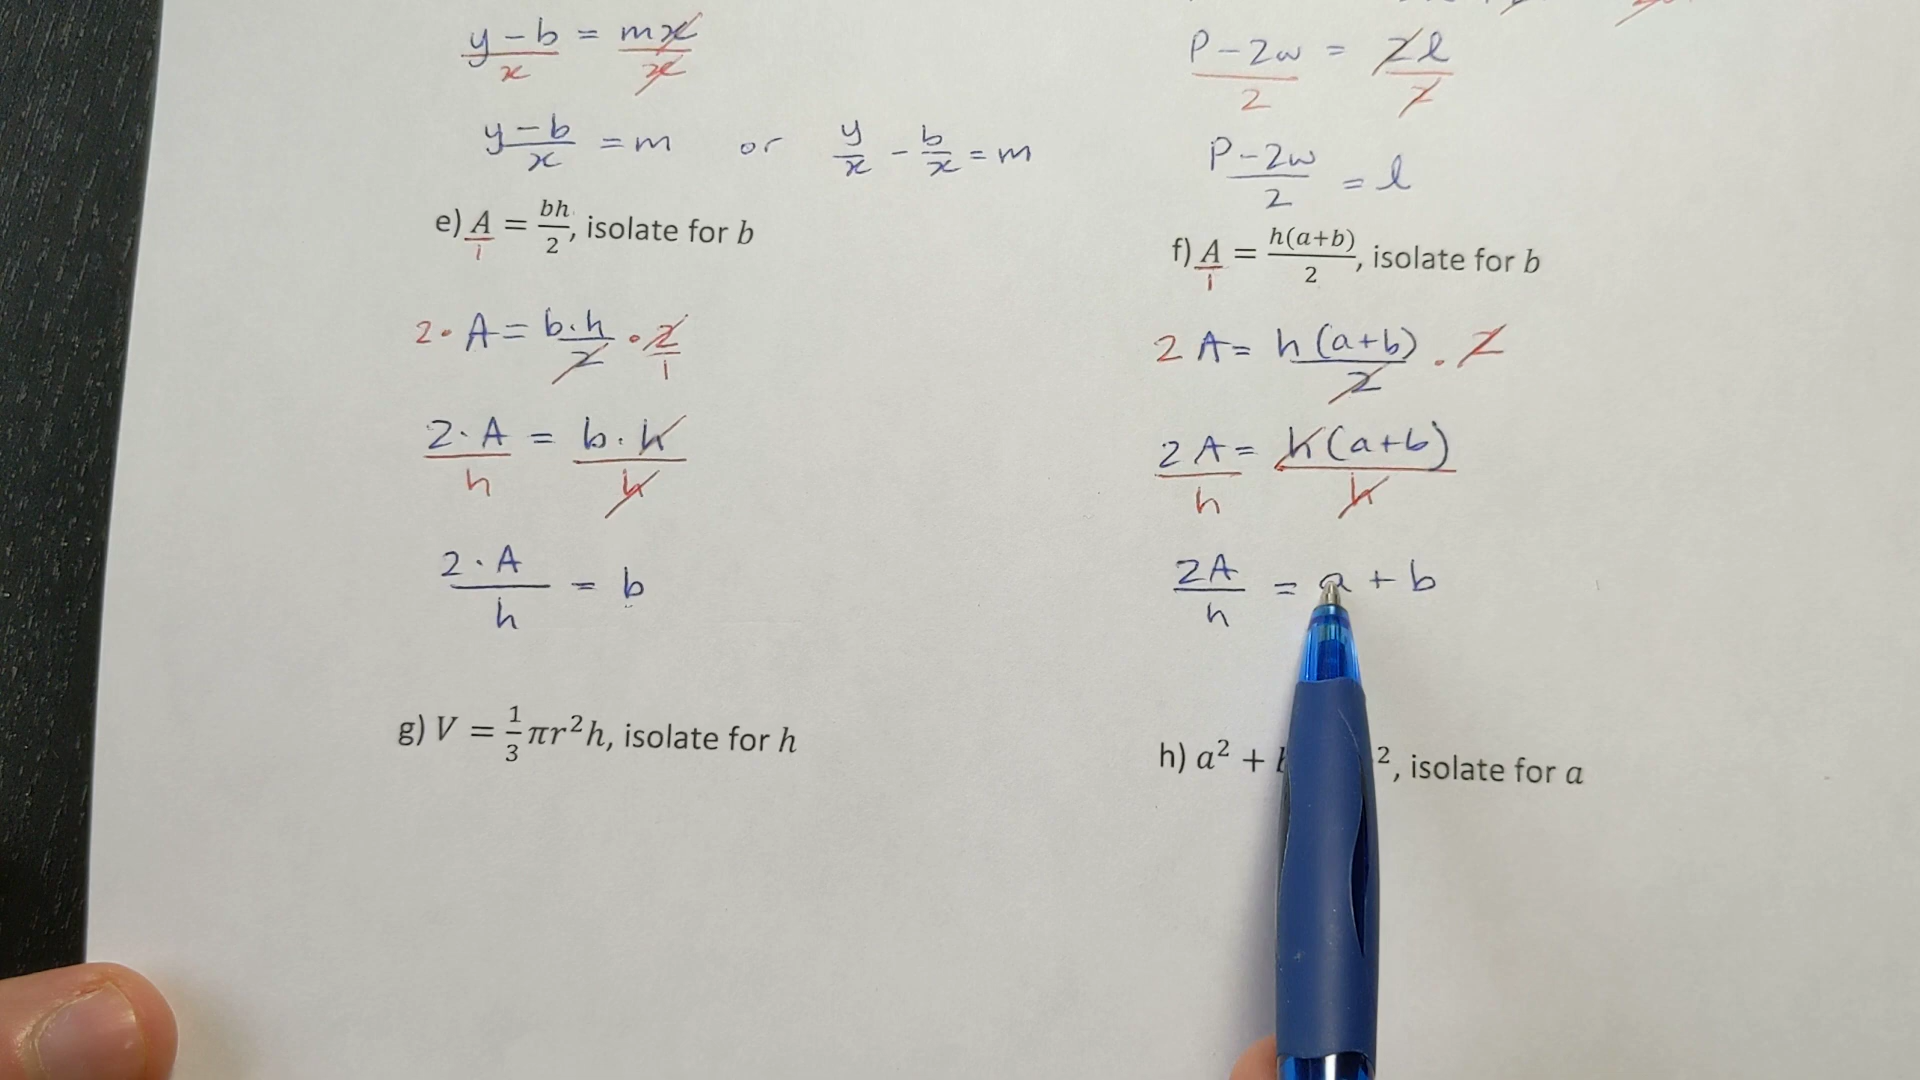 y - b = mx
x x
y - b / x = m or y/x - b/x = m
e) A/1 = bh/2, isolate for b
2 · A = b·h/2 · 2/1
2 · A / h = b · h / h
2 · A / h = b
g) V = 1/3 πr²h, isolate for h
P - 2w = 2l
2 2
P - 2w / 2 = l
f) A/1 = h(a+b)/2, isolate for b
2 A = h(a+b)/2 . 2
2 A / h = h(a+b) / h
2A / h = a + b
h) a² + ², isolate for a